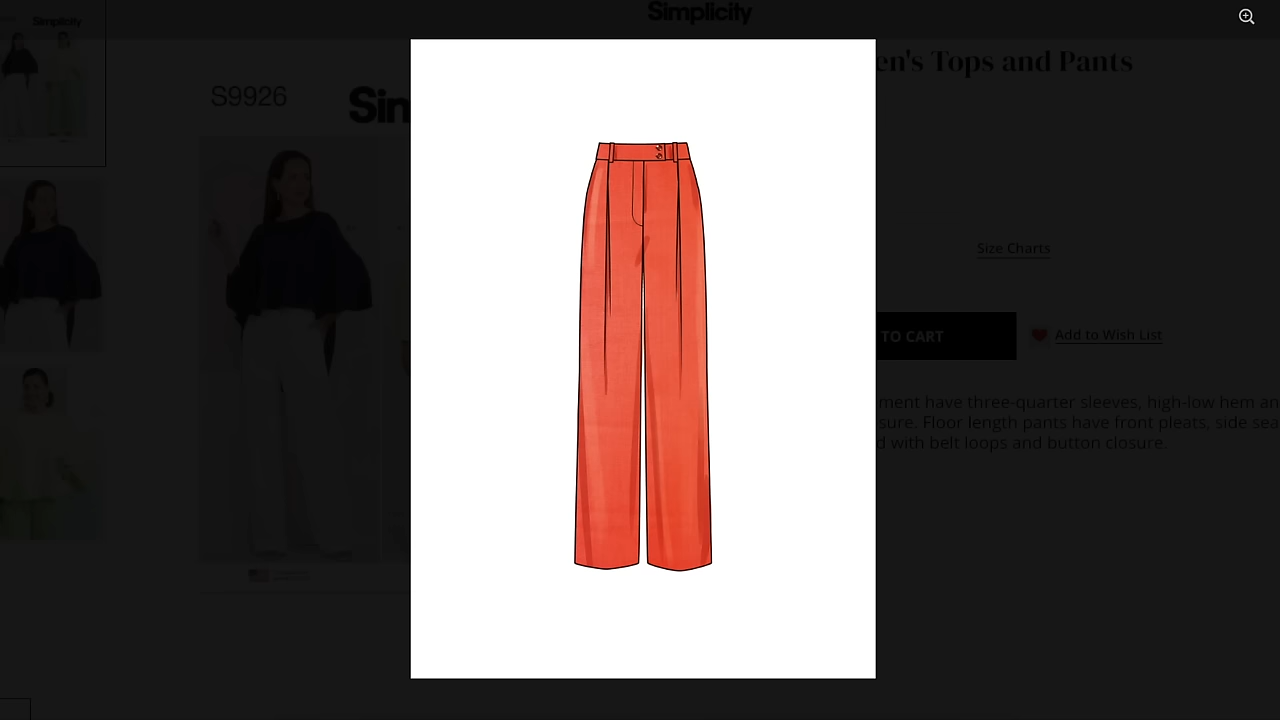 Simplicity
Simplicity
en's Tops and Pants
S9926
Sin
Size Charts
TO CART
Add to Wish List
ment have three-quarter sleeves, high-low hem an
sure. Floor length pants have front pleats, side sea
d with belt loops and button closure.